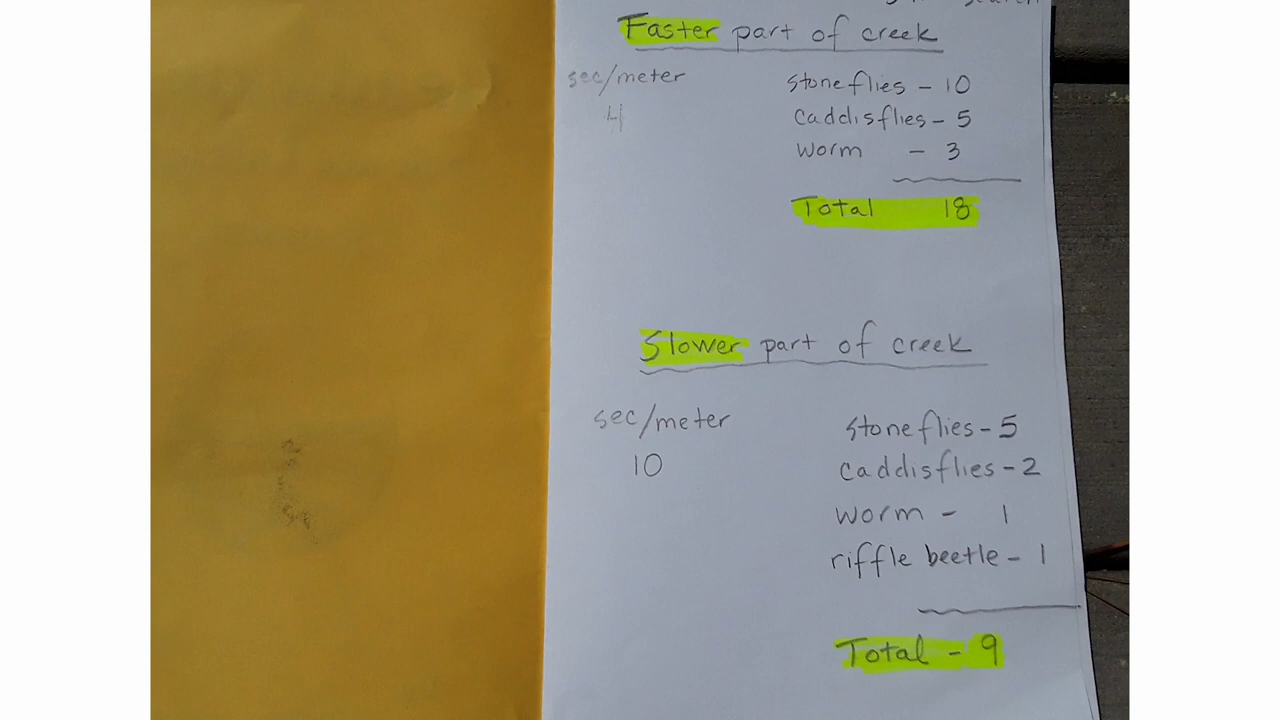 Faster part of creek
sec/meter
4
stoneflies - 10
caddisflies - 5
worm - 3
Total 18
Slower part of creek
sec/meter
10
stoneflies - 5
caddisflies - 2
worm - 1
riffle beetle - 1
Total - 9